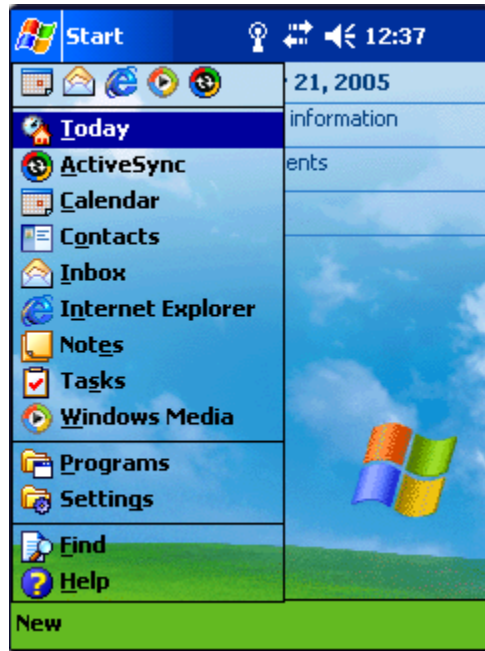 Start 12:37
21, 2005
Today
information
ActiveSync
ents
Calendar
Contacts
Inbox
Internet Explorer
Notes
Tasks
Windows Media
Programs
Settings
Find
Help
New